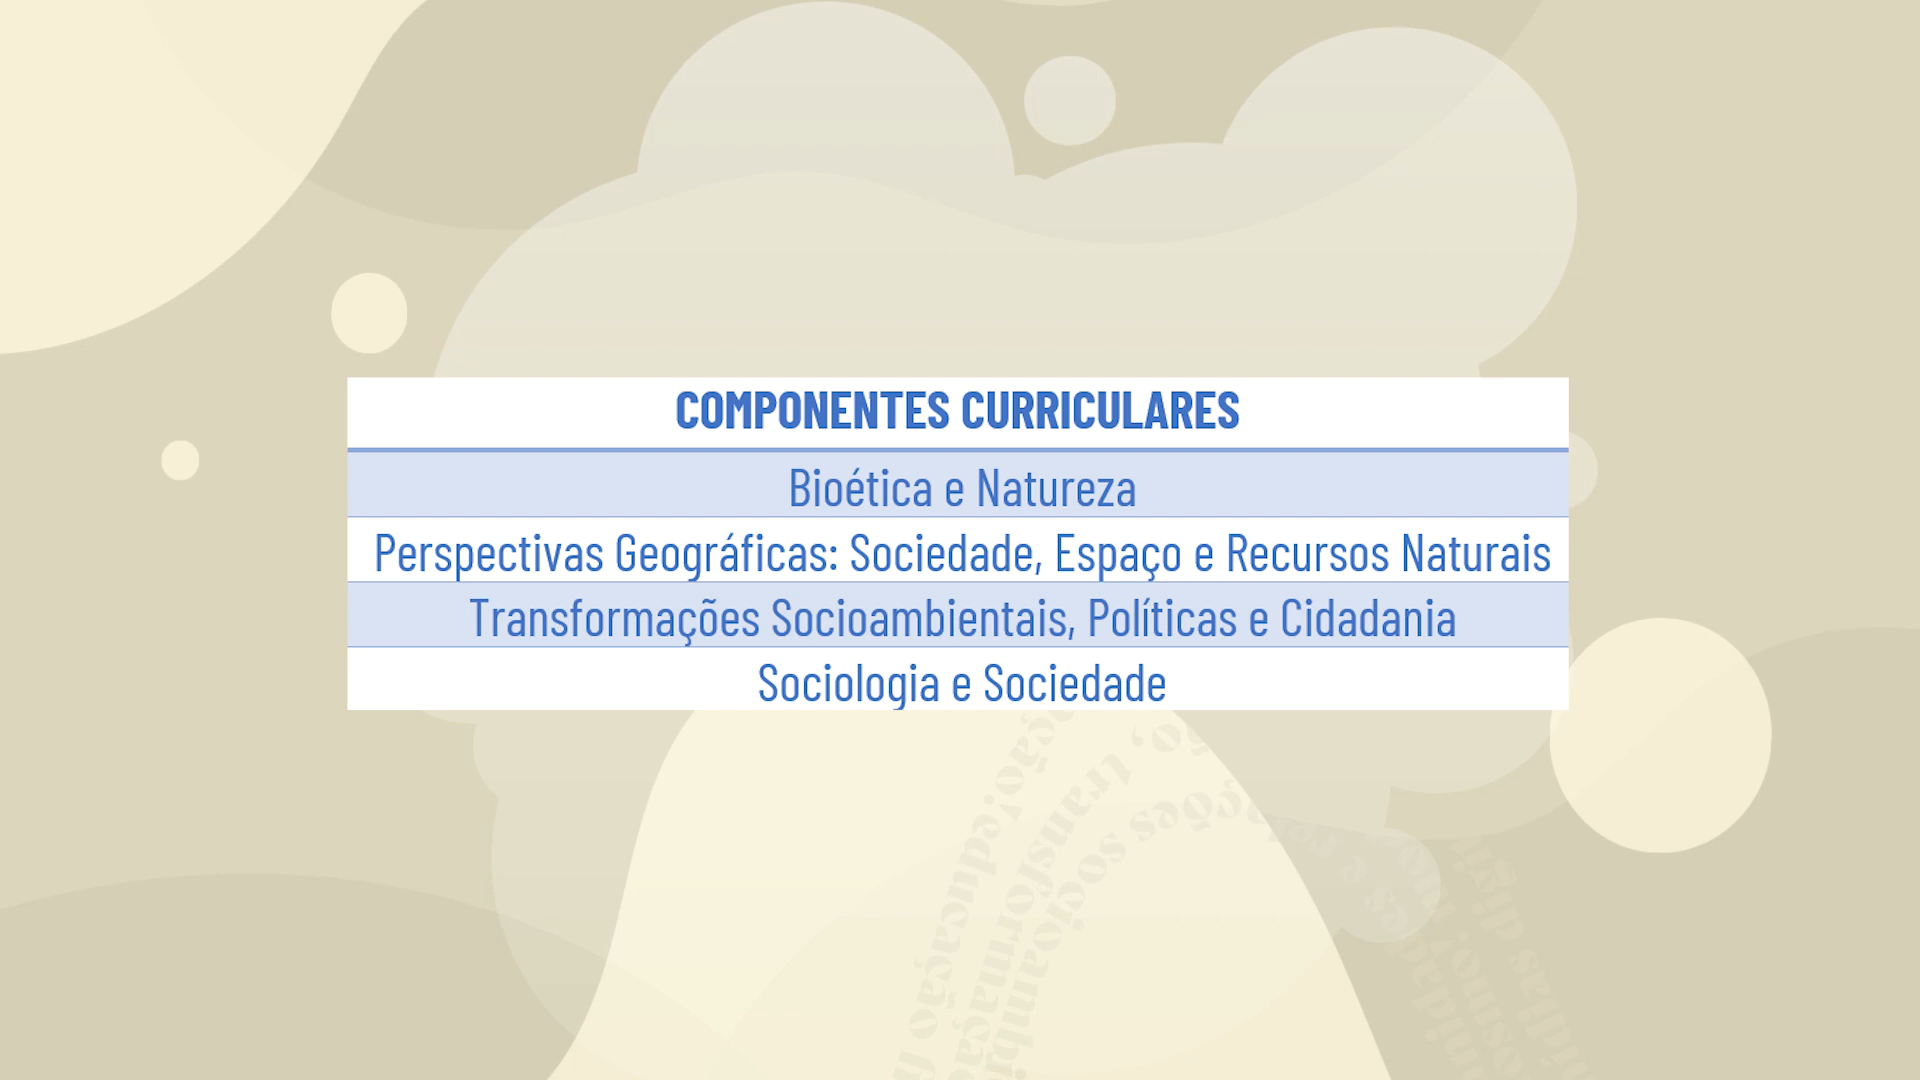 COMPONENTES CURRICULARES
Bioética e Natureza
Perspectivas Geográficas: Sociedade, Espaço e Recursos Naturais
Transformações Socioambientais, Políticas e Cidadania
Sociologia e Sociedade